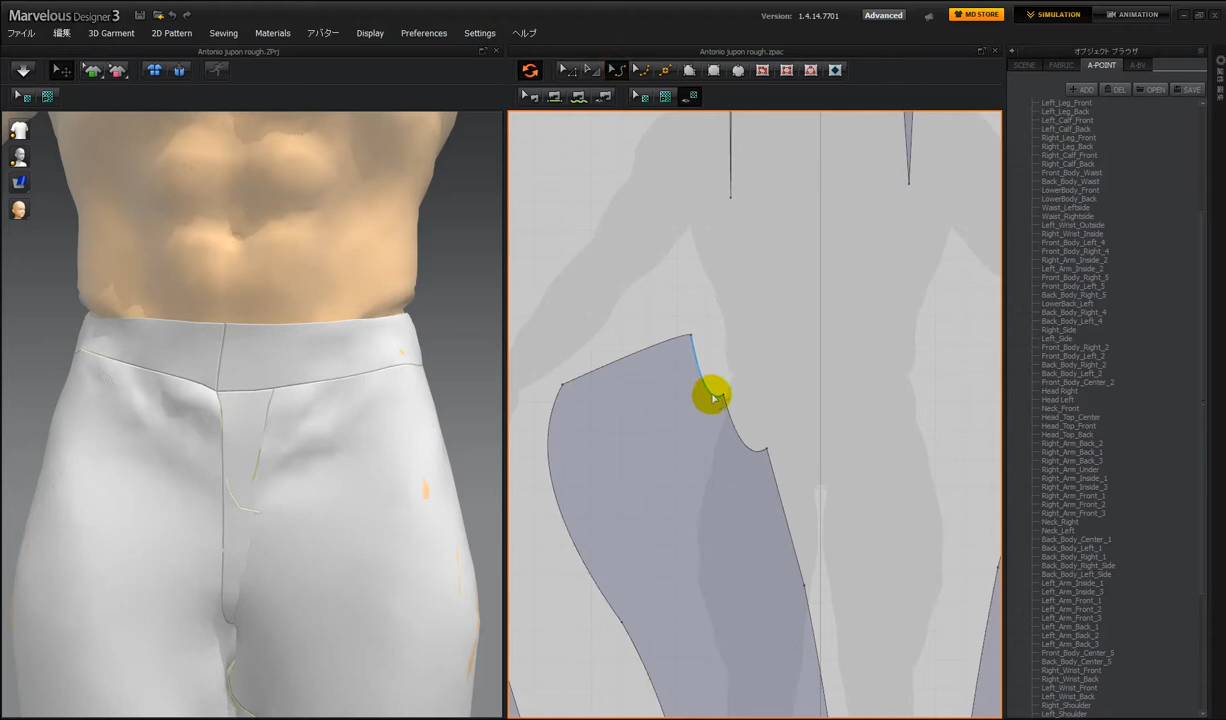 Marvelous Designer 3
Version: 1.4.14.7701
Advanced
MD STORE
SIMULATION
ANIMATION
ファイル 編集 3D Garment 2D Pattern Sewing Materials アバター Display Preferences Settings ヘルプ
Antonio jupon rough.ZPrj
Antonio jupon rough.zpac
オブジェクト ブラウザ
SCENE FABRIC A-POINT A-BV
ADD DEL OPEN SAVE
Left_Leg_Front
Left_Leg_Back
Left_Calf_Front
Left_Calf_Back
Right_Leg_Front
Right_Leg_Back
Right_Calf_Front
Right_Calf_Back
Front_Body_Waist
Back_Body_Waist
LowerBody_Front
LowerBody_Back
Waist_Leftside
Waist_Rightside
Left_Wrist_Outside
Right_Wrist_Inside
Front_Body_Left_4
Front_Body_Right_4
Right_Arm_Inside_2
Left_Arm_Inside_2
Front_Body_Right_5
Front_Body_Left_5
Back_Body_Right_5
LowerBack_Left
Back_Body_Right_4
Back_Body_Left_4
Right_Side
Left_Side
Front_Body_Right_2
Front_Body_Left_2
Back_Body_Right_2
Back_Body_Left_2
Front_Body_Center_2
Head Right
Head Left
Neck_Front
Head_Top_Center
Head_Top_Front
Head_Top_Back
Right_Arm_Back_2
Right_Arm_Back_1
Right_Arm_Back_3
Right_Arm_Under
Right_Arm_Inside_1
Right_Arm_Inside_3
Right_Arm_Front_1
Right_Arm_Front_2
Right_Arm_Front_3
Neck_Right
Neck_Left
Back_Body_Center_1
Back_Body_Left_1
Back_Body_Right_1
Back_Body_Right_Side
Back_Body_Left_Side
Left_Arm_Inside_1
Left_Arm_Inside_3
Left_Arm_Front_1
Left_Arm_Front_2
Left_Arm_Front_3
Left_Arm_Back_1
Left_Arm_Back_2
Left_Arm_Back_3
Front_Body_Center_5
Back_Body_Center_5
Right_Wrist_Front
Right_Wrist_Back
Left_Wrist_Front
Left_Wrist_Back
Right_Shoulder
Left_Shoulder